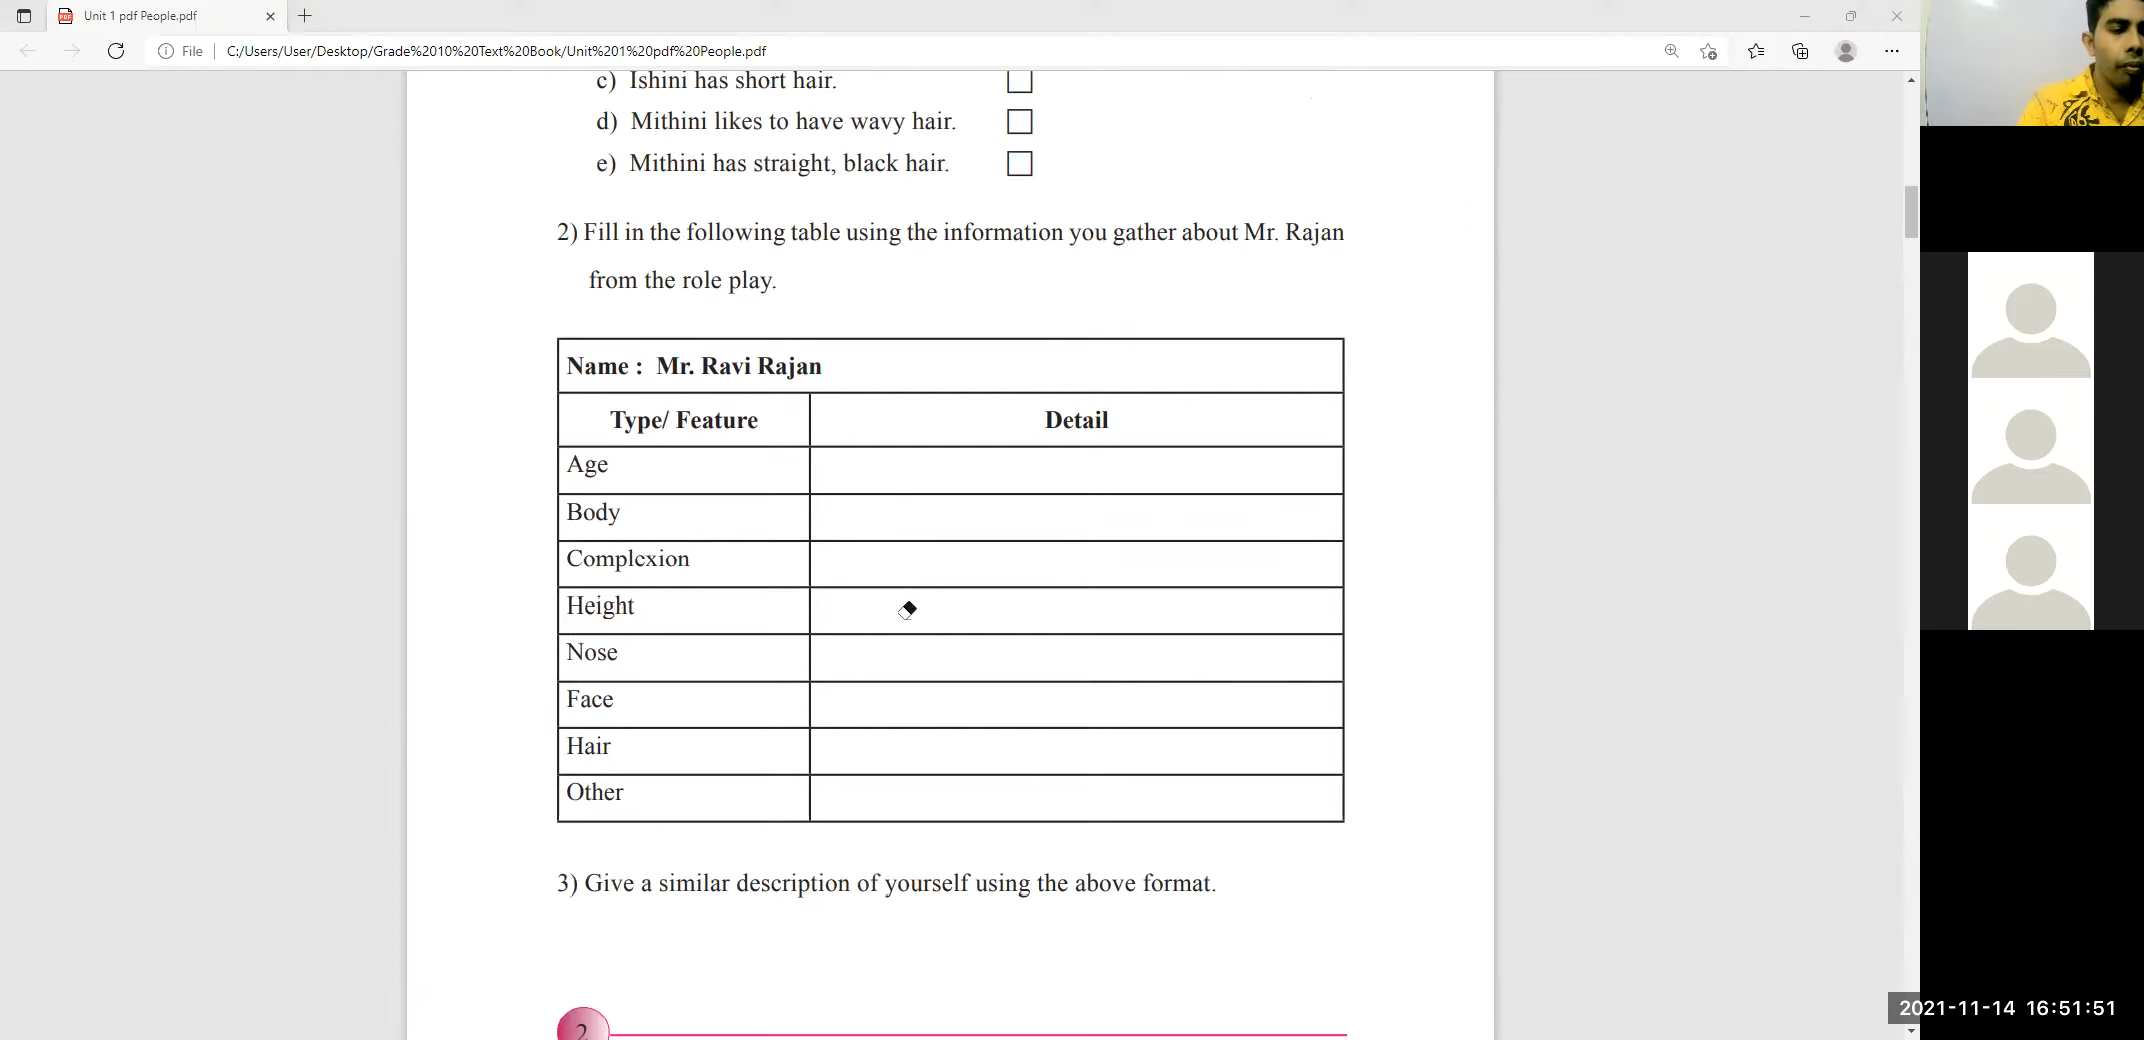 Unit 1 pdf People.pdf
File
C:/Users/User/Desktop/Grade%2010%20Text%20Book/Unit%201%20pdf%20People.pdf
c) Ishini has short hair.
d) Mithini likes to have wavy hair.
e) Mithini has straight, black hair.
2) Fill in the following table using the information you gather about Mr. Rajan
from the role play.
Name : Mr. Ravi Rajan
Type/ Feature Detail
Age
Body
Complexion
Height
Nose
Face
Hair
Other
3) Give a similar description of yourself using the above format.
2
2021-11-14 16:51:51